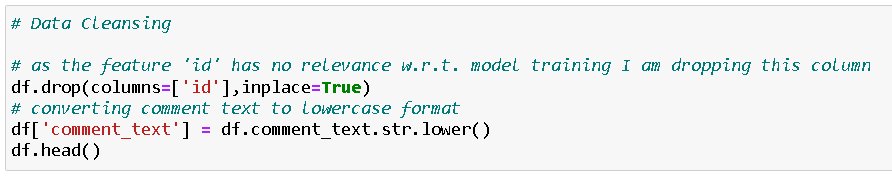 # Data Cleansing
# as the feature 'id' has no relevance w.r.t. model training I am dropping this column
df.drop(columns=['id'],inplace=True)
# converting comment text to lowercase format
df['comment_text'] = df.comment_text.str.lower()
df.head()